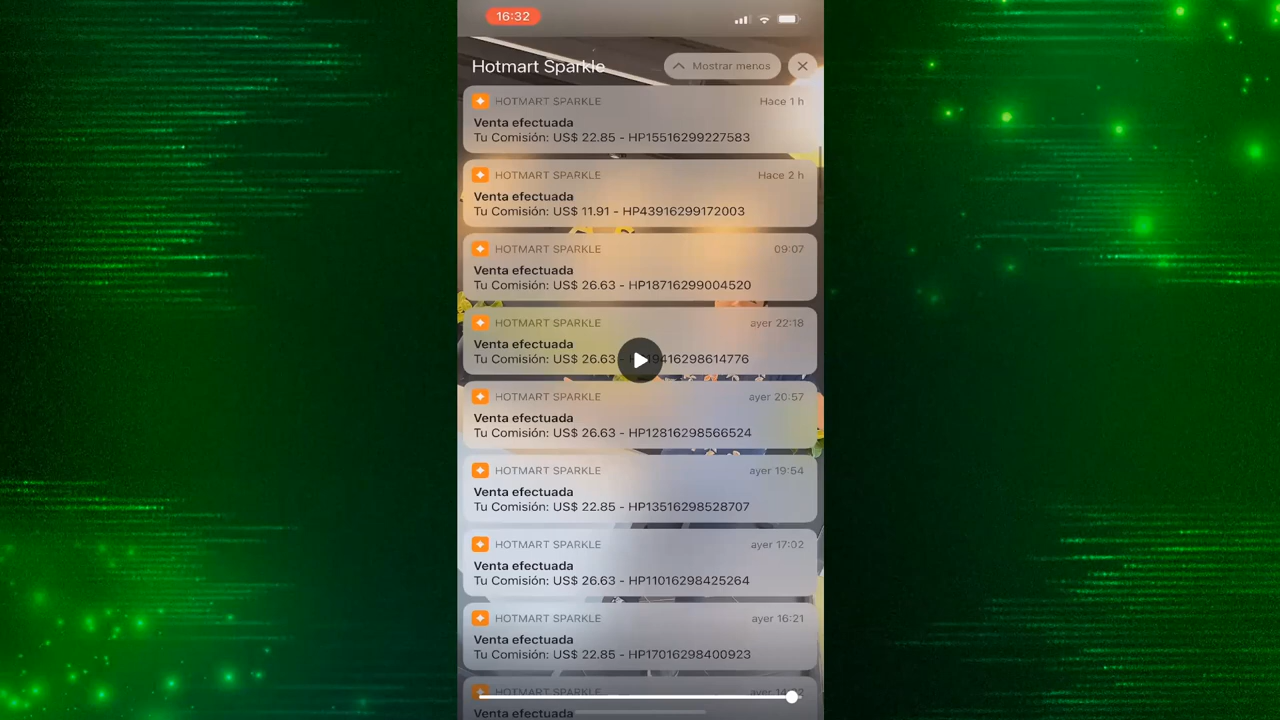 16:32
Hotmart Sparkle
Mostrar menos
HOTMART SPARKLE
Hace 1 h
Venta efectuada
Tu Comisión: US$ 22.85 - HP15516299227583
HOTMART SPARKLE
Hace 2 h
Venta efectuada
Tu Comisión: US$ 11.91 - HP43916299172003
HOTMART SPARKLE
09:07
Venta efectuada
Tu Comisión: US$ 26.63 - HP18716299004520
HOTMART SPARKLE
ayer 22:18
Venta efectuada
Tu Comisión: US$ 26.63
HOTMART SPARKLE
ayer 20:57
Venta efectuada
Tu Comisión: US$ 26.63 - HP12816298566524
HOTMART SPARKLE
ayer 19:54
Venta efectuada
Tu Comisión: US$ 22.85 - HP13516298528707
HOTMART SPARKLE
ayer 17:02
Venta efectuada
Tu Comisión: US$ 26.63 - HP11016298425264
HOTMART SPARKLE
ayer 16:21
Venta efectuada
Tu Comisión: US$ 22.85 - HP17016298400923
HOTMART SPARKLE
ayer
Venta efectuada